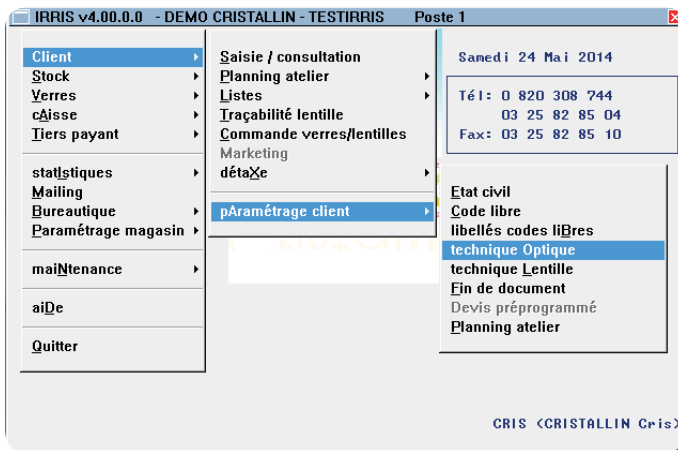 IRRIS v4.00.0.0 - DEMO CRISTALLIN - TESTIRRIS Poste 1
Client
Stock
Verres
cAisse
Tiers payant
statIstiques
Mailing
Bureautique
Paramétrage magasin
maiNtenance
aiDe
Quitter
Saisie / consultation
Planning atelier
Listes
Traçabilité lentille
Commande verres/lentilles
Marketing
détaXe
pAramétrage client
Samedi 24 Mai 2014
Tél: 0 820 308 744
03 25 82 85 04
Fax: 03 25 82 85 10
Etat civil
Code libre
libellés codes liBres
technique Optique
technique Lentille
Fin de document
Devis préprogrammé
Planning atelier
CRIS (CRISTALLIN Cris)